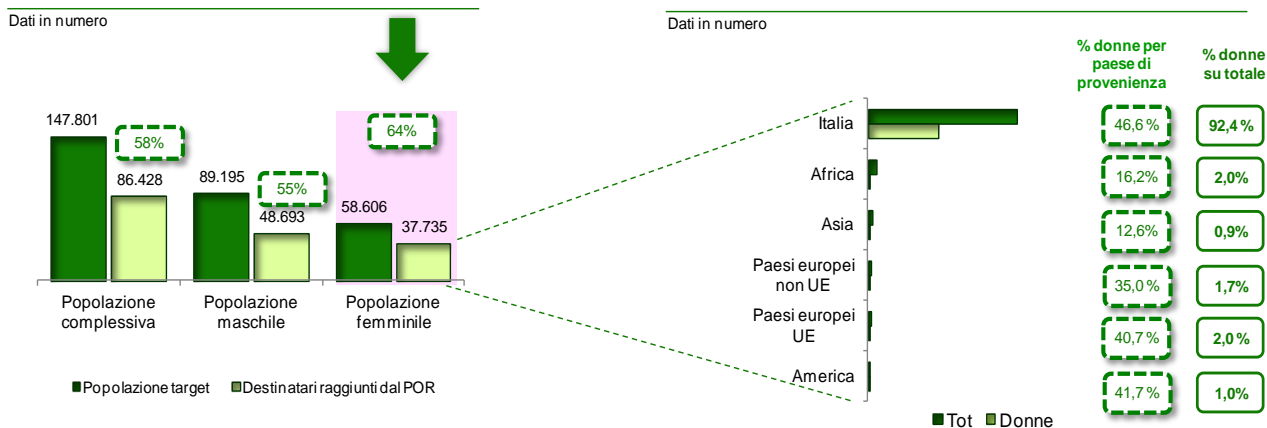 Dati in numero
147.801
58%
86.428
89.195
55%
48.693
64%
58.606
37.735
Popolazione
complessiva
Popolazione
maschile
Popolazione
femminile
Popolazione target
Destinatari raggiunti dal POR
Dati in numero
% donne per
paese di
provenienza
% donne
su totale
Italia
46,6%
92,4%
Africa
16,2%
2,0%
Asia
12,6%
0,9%
Paesi europei
non UE
35,0%
1,7%
Paesi europei
UE
40,7%
2,0%
America
41,7%
1,0%
Tot
Donne